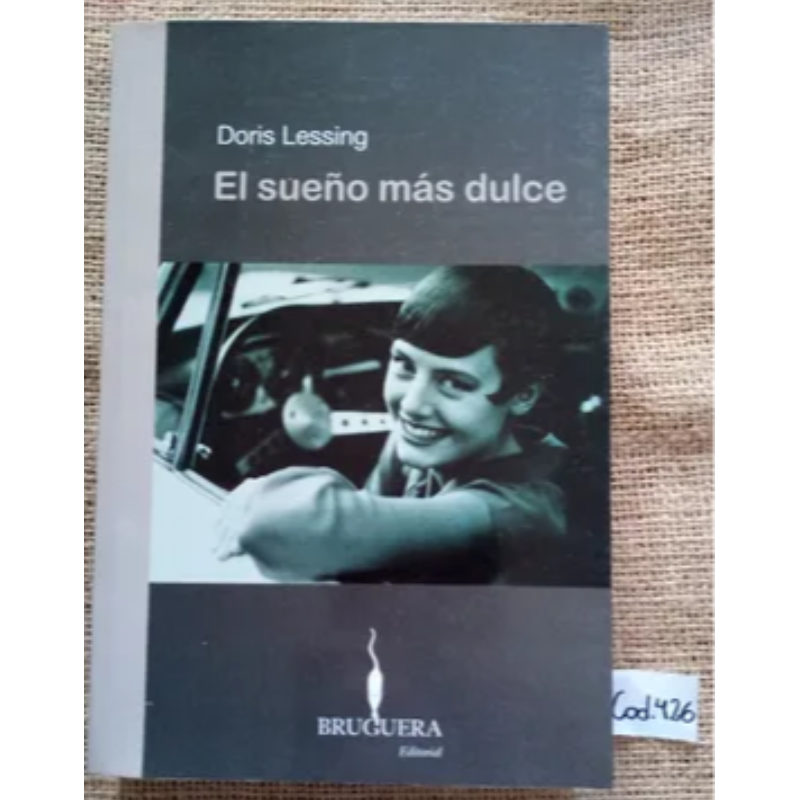 Doris Lessing
El sueño más dulce
BRUGUERA
Editorial
Cod.426